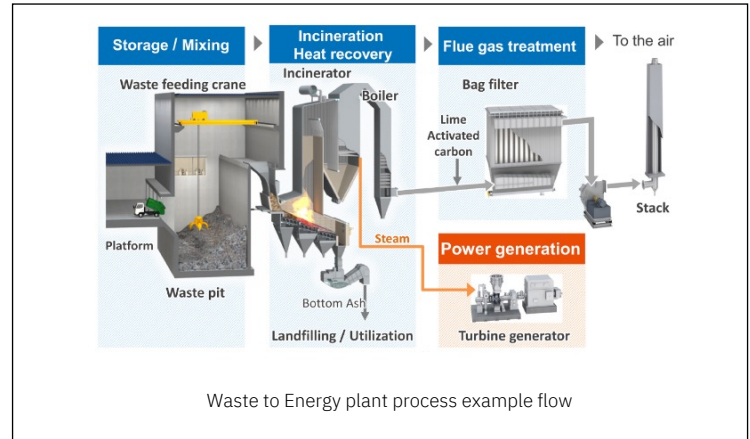 Storage / Mixing
Waste feeding crane
Platform
Waste pit
Incineration
Heat recovery
Incinerator
Boiler
Steam
Bottom Ash
Landfilling / Utilization
Flue gas treatment
Bag filter
Lime
Activated
carbon
Power generation
Turbine generator
To the air
Stack
Waste to Energy plant process example flow